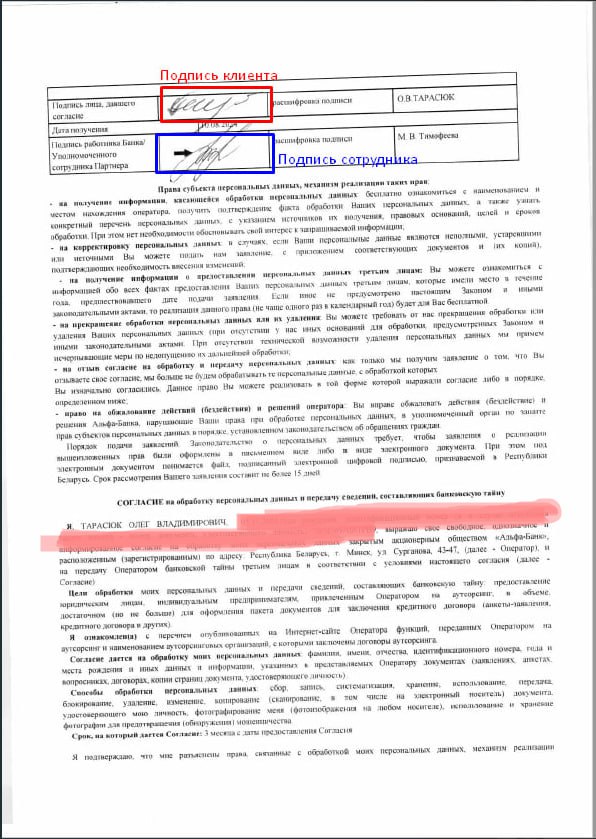 Подпись клиента
Подпись лица, давшего
согласие
расшифровка подписи
О.В.ТАРАСЮК
Дата получения
10.08.2024
Подпись работника Банка/
Уполномоченного
сотрудника Партнера
расшифровка подписи
М. В. Тимофеева
Подпись сотрудника
Права субъекта персональных данных, механизм реализации таких прав:
- на получение информации, касающейся обработки персональных данных: бесплатно ознакомиться с наименованием и
местом нахождения оператора, получить подтверждение факта обработки Ваших персональных данных, а также узнать
конкретный перечень персональных данных, с указанием источников их получения, правовых оснований, целей и сроков
обработки. При этом нет необходимости обосновывать свой интерес к запрашиваемой информации;
- на корректировку персональных данных в случаях, если Ваши персональные данные являются неполными, устаревшими
или неточными Вы можете подать нам заявление, с приложением соответствующих документов и (их копий),
подтверждающих необходимость внесения изменений;
- на получение информации о предоставлении персональных данных третьим лицам: Вы можете ознакомиться с
информацией обо всех фактах предоставления Ваших персональных данных третьим лицам, которые имели место в течение
года, предшествовавшего дате подачи заявления. Если иное не предусмотрено настоящим Законом и иными
законодательными актами, то реализация данного права (не чаще одного раз в календарный год) будет для Вас бесплатной.
- на прекращение обработки персональных данных или их удаления: Вы можете требовать от нас прекращение обработки или
удаления Ваших персональных данных (при отсутствии у нас иных оснований для обработки, предусмотренных Законом и
иными законодательными актами. При отсутствии технической возможности удаления персональных данных мы примем
исчерпывающие меры по недопущению их дальнейшей обработки;
- на отзыв согласие на обработку и передачу персональных данных: как только мы получим заявление о том, что Вы
отзываете свое согласие, мы больше не будем обрабатывать те персональные данные, с обработкой которых
Вы изначально согласились. Данное право Вы можете реализовать в той форме которой выражали согласие либо в порядке,
определенном ниже;
- право на обжалование действий (бездействия) и решений оператора: Вы вправе обжаловать действия (бездействие) и
решения Альфа-Банка, нарушающие Ваши права при обработке персональных данных, в уполномоченный орган по защите
прав субъектов персональных данных в порядке, установленном законодательством об обращениях граждан.
Порядок подачи заявлений. Законодательство о персональных данных требует, чтобы заявления о реализации
вышеизложенных прав были оформлены в письменном виде либо в виде электронного документа. При этом под
электронным документом понимается файл, подписанный электронной цифровой подписью, признаваемой в Республики
Беларусь. Срок рассмотрения Вашего заявления составит не более 15 дней
СОГЛАСИЕ на обработку персональных данных и передачу сведений, составляющих банковскую тайну
Я, ТАРАСЮК ОЛЕГ ВЛАДИМИРОВИЧ,
выражаю свое свободное, однозначное и
информированное согласие на обработку моих персональных данных закрытым акционерным обществом «Альфа-Банк»,
расположенным (зарегистрированным) по адресу: Республика Беларусь, г. Минск, ул. Сурганова, 43-47, (далее - Оператор), и
на передачу Оператором банковской тайны третьим лицам в соответствии с условиями настоящего согласия (далее -
Согласие)
Цели обработки моих персональных данных и передачи сведений, составляющих банковскую тайну: предоставление
юридическим лицам, индивидуальным предпринимателям, привлеченным Оператором на аутсорсинг, в объеме,
достаточном (но не больше) для оформления пакета документов для заключения кредитного договора (анкеты-заявления,
кредитного договора и других).
Я ознакомлен(а) с перечнем опубликованных на Интернет-сайте Оператора функций, переданных Оператором на
аутсорсинг и наименованием аутсорсинговых организаций, с которыми заключены договоры аутсорсинга.
Согласие дается на обработку моих персональных данных: фамилии, имени, отчества, идентификационного номера, года и
места рождения и иных данных и информации, указанных в представляемых Оператору документах (заявлениях, анкетах,
вопросниках, договорах, копии страниц документа, удостоверяющего личность).
Способы обработки персональных данных: сбор, запись, систематизация, хранение, использование, передача,
блокирование, удаление, изменение, копирование (сканирование, в том числе на электронный носитель) документа,
удостоверяющего мою личность, фотографирование меня (фотоизображения на любом носителе), использование и хранение
фотографии для предотвращения (обнаружения) мошенничества.
Срок, на который дается Согласие: 3 месяца с даты предоставления Согласия
Я подтверждаю, что мне разъяснены права, связанные с обработкой моих персональных данных, механизм реализации